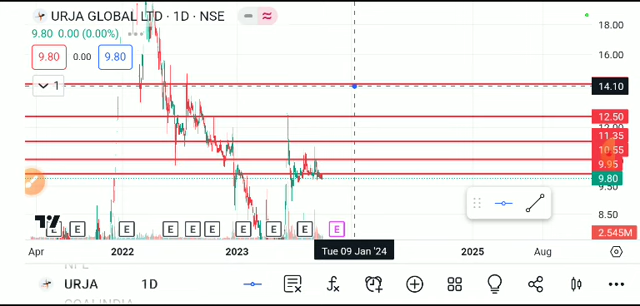 URJA GLOBAL LTD · 1D · NSE
9.80 0.00 (0.00%)
9.80 0.00 9.80
1
18.00
16.00
14.10
12.50
11.35
10.55
9.95
9.80
8.50
2.545M
E E E E E E E E E
Apr 2022 2023 Tue 09 Jan '24 2025 Aug
URJA 1D